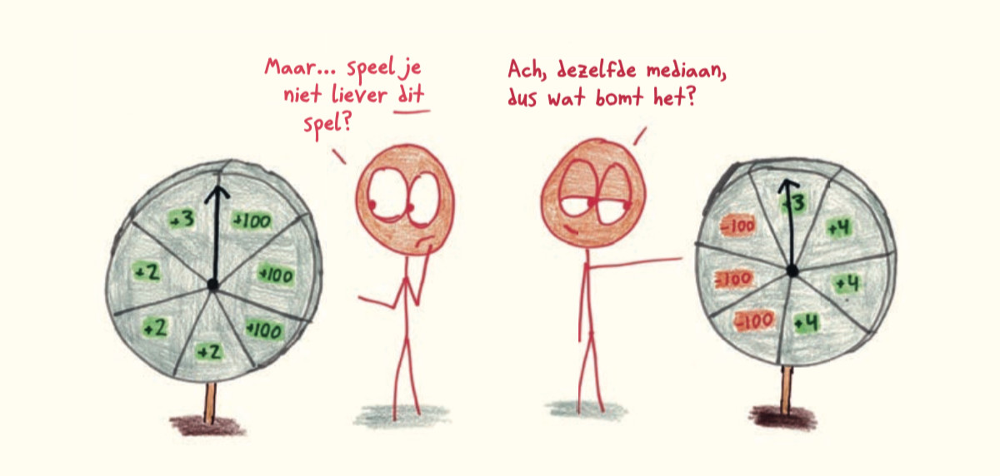 Maar... speel je
niet liever dit
spel?
Ach, dezelfde mediaan,
dus wat bomt het?
+3
+100
+2
+100
+2
+100
+2
+3
-100
+4
-100
+4
-100
+4